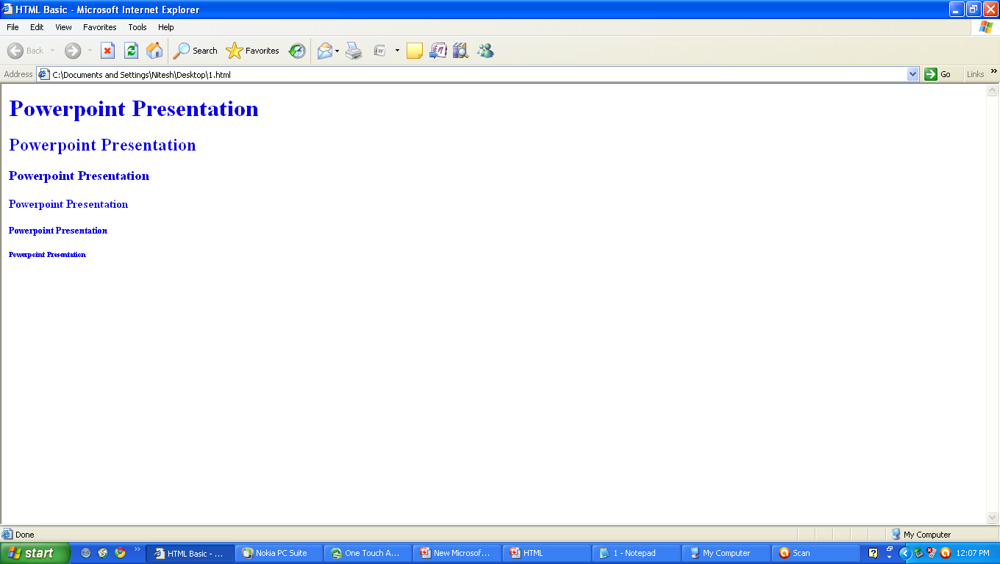 HTML Basic - Microsoft Internet Explorer
File Edit View Favorites Tools Help
Back Search Favorites
Address C:\Documents and Settings\Nitesh\Desktop\1.html Go Links »
Powerpoint Presentation
Powerpoint Presentation
Powerpoint Presentation
Powerpoint Presentation
Powerpoint Presentation
Powerpoint Presentation
Done My Computer
start » HTML Basic - ... Nokia PC Suite One Touch A... New Microsof... HTML 1 - Notepad My Computer Scan 12:07 PM